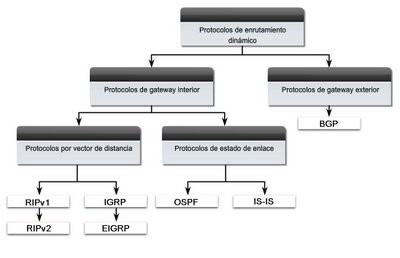 Protocolos de enrutamiento
dinámico
Protocolos de gateway interior
Protocolos de gateway exterior
BGP
Protocolos por vector de distancia
Protocolos de estado de enlace
RIPv1
IGRP
OSPF
IS-IS
RIPv2
EIGRP